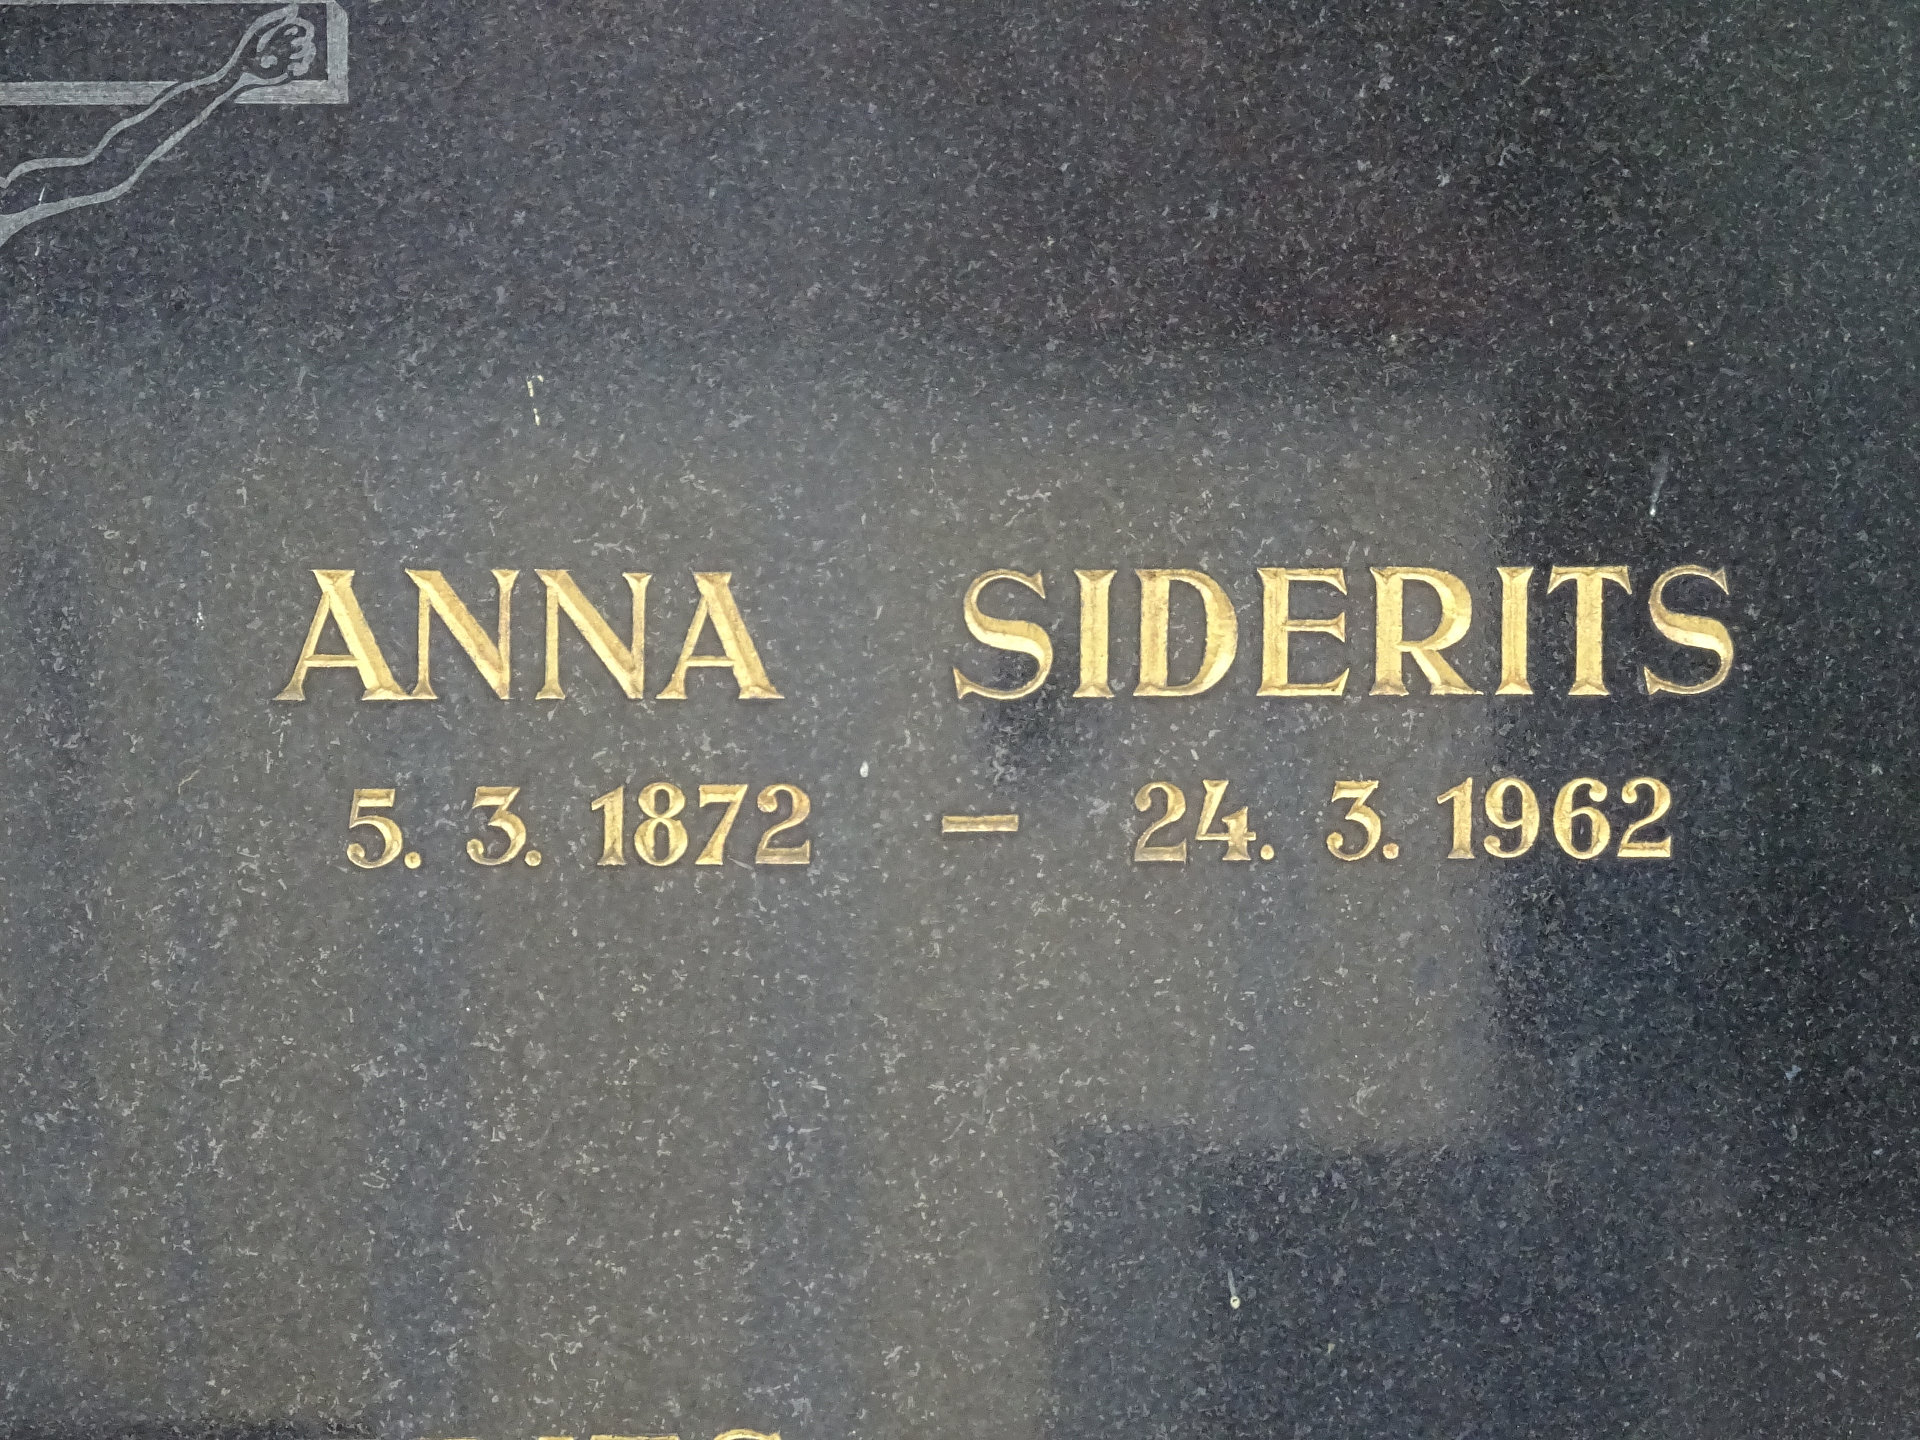 ANNA SIDERITS
5. 3. 1872 – 24. 3. 1962